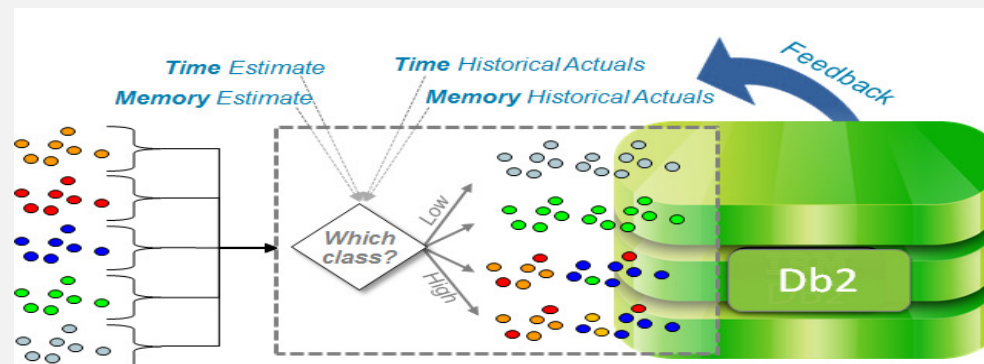 Time Estimate
Memory Estimate
Time Historical Actuals
Memory Historical Actuals
Feedback
Which
class?
Low
High
Db2